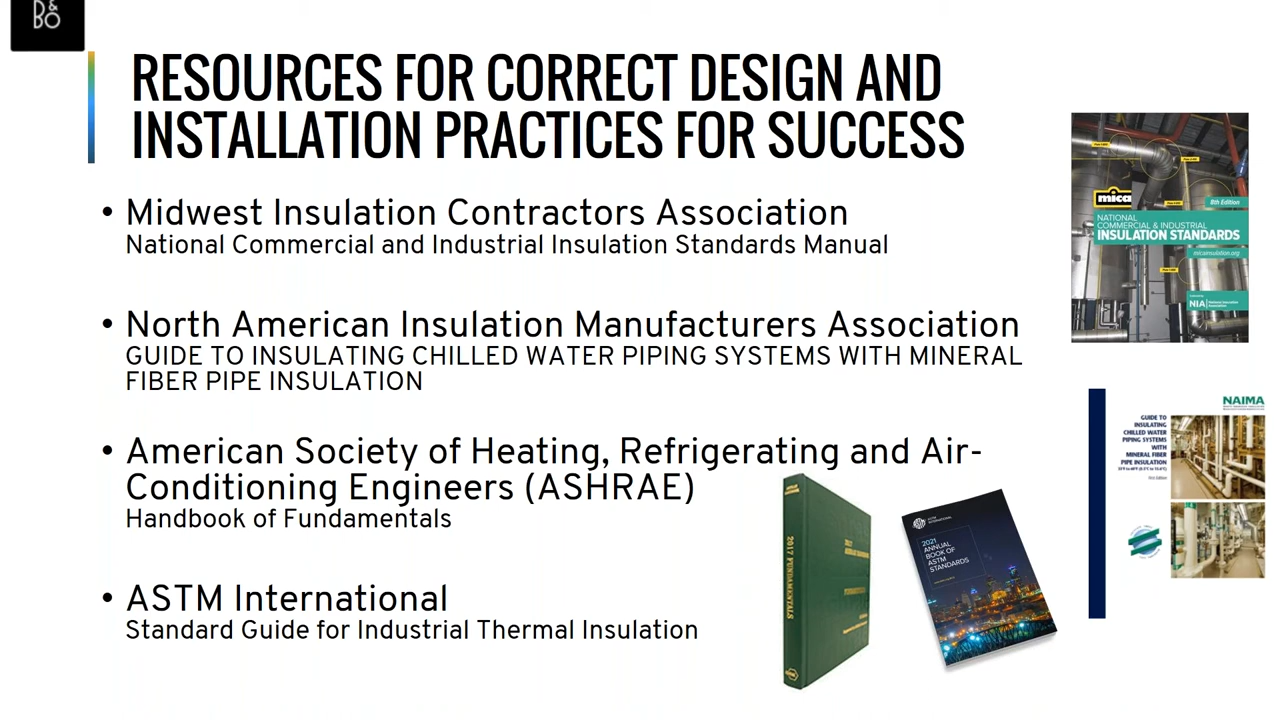 B&O
RESOURCES FOR CORRECT DESIGN AND
INSTALLATION PRACTICES FOR SUCCESS
• Midwest Insulation Contractors Association
National Commercial and Industrial Insulation Standards Manual
• North American Insulation Manufacturers Association
GUIDE TO INSULATING CHILLED WATER PIPING SYSTEMS WITH MINERAL
FIBER PIPE INSULATION
• American Society of Heating, Refrigerating and Air-
Conditioning Engineers (ASHRAE)
Handbook of Fundamentals
• ASTM International
Standard Guide for Industrial Thermal Insulation
mica
8th Edition
NATIONAL
COMMERCIAL & INDUSTRIAL
INSULATION STANDARDS
micainsulation.org
NIA
NAIMA
GUIDE TO
INSULATING
CHILLED WATER
PIPING SYSTEMS
WITH
MINERAL FIBER
PIPE INSULATION
2017 FUNDAMENTALS
ASTM INTERNATIONAL
2021
ANNUAL
BOOK OF
ASTM
STANDARDS